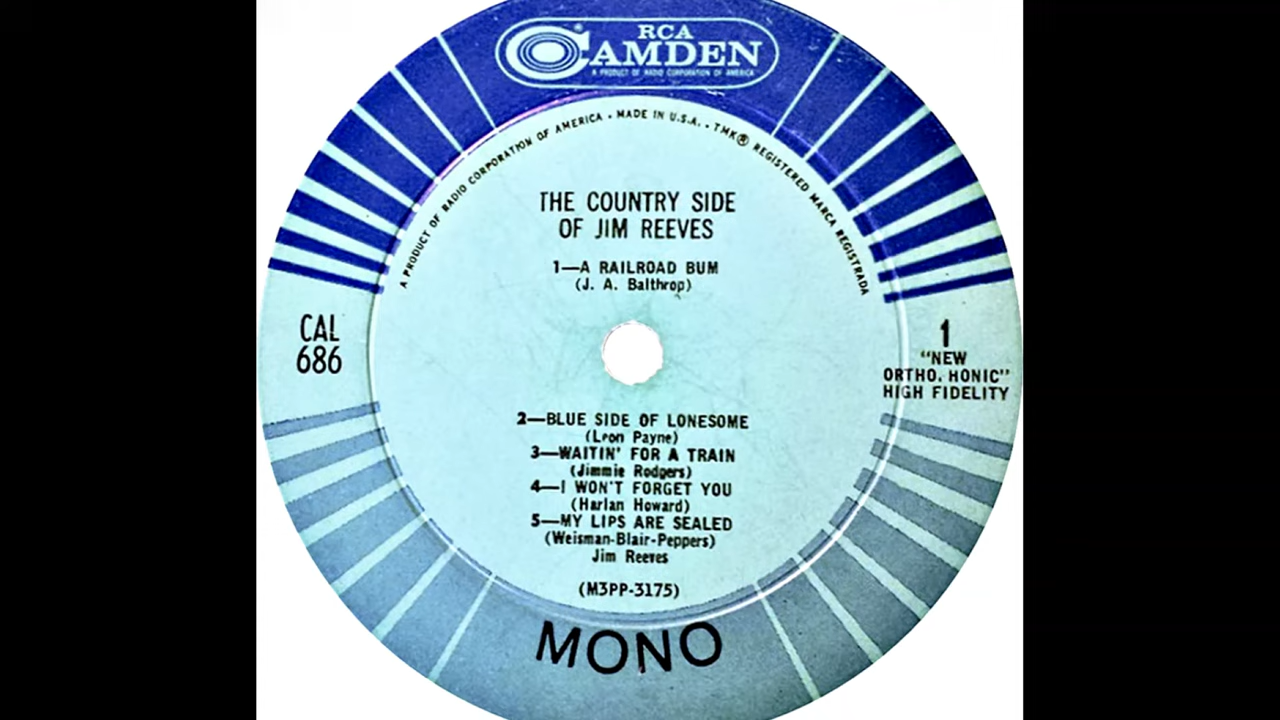 RCA
CAMDEN
A PRODUCT OF RADIO CORPORATION OF AMERICA
A PRODUCT OF RADIO CORPORATION OF AMERICA • MADE IN U.S.A. • TMK® REGISTERED MARCA REGISTRADA
THE COUNTRY SIDE
OF JIM REEVES
1—A RAILROAD BUM
(J. A. Balthrop)
CAL
686
1
"NEW
ORTHO. HONIC"
HIGH FIDELITY
2—BLUE SIDE OF LONESOME
(Leon Payne)
3—WAITIN' FOR A TRAIN
(Jimmie Rodgers)
4—I WON'T FORGET YOU
(Harlan Howard)
5—MY LIPS ARE SEALED
(Weisman-Blair-Peppers)
Jim Reeves
(M3PP-3175)
MONO